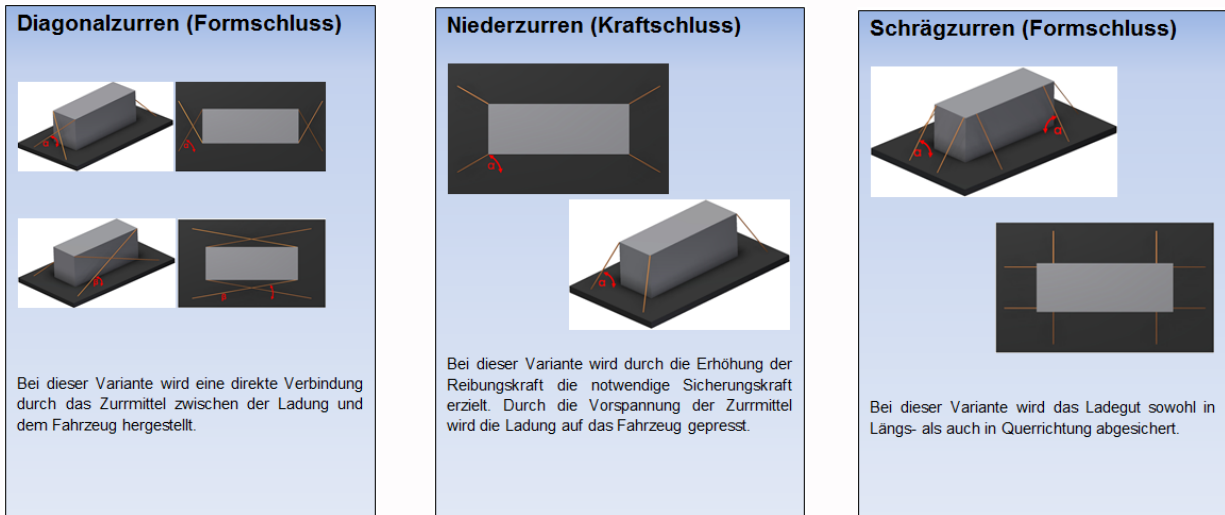 Diagonalzurren (Formschluss)
α
α
β
Bei dieser Variante wird eine direkte Verbindung
durch das Zurrmittel zwischen der Ladung und
dem Fahrzeug hergestellt.
Niederzurren (Kraftschluss)
α
α
Bei dieser Variante wird durch die Erhöhung der
Reibungskraft die notwendige Sicherungskraft
erzielt. Durch die Vorspannung der Zurrmittel
wird die Ladung auf das Fahrzeug gepresst.
Schrägzurren (Formschluss)
α α
Bei dieser Variante wird das Ladegut sowohl in
Längs- als auch in Querrichtung abgesichert.